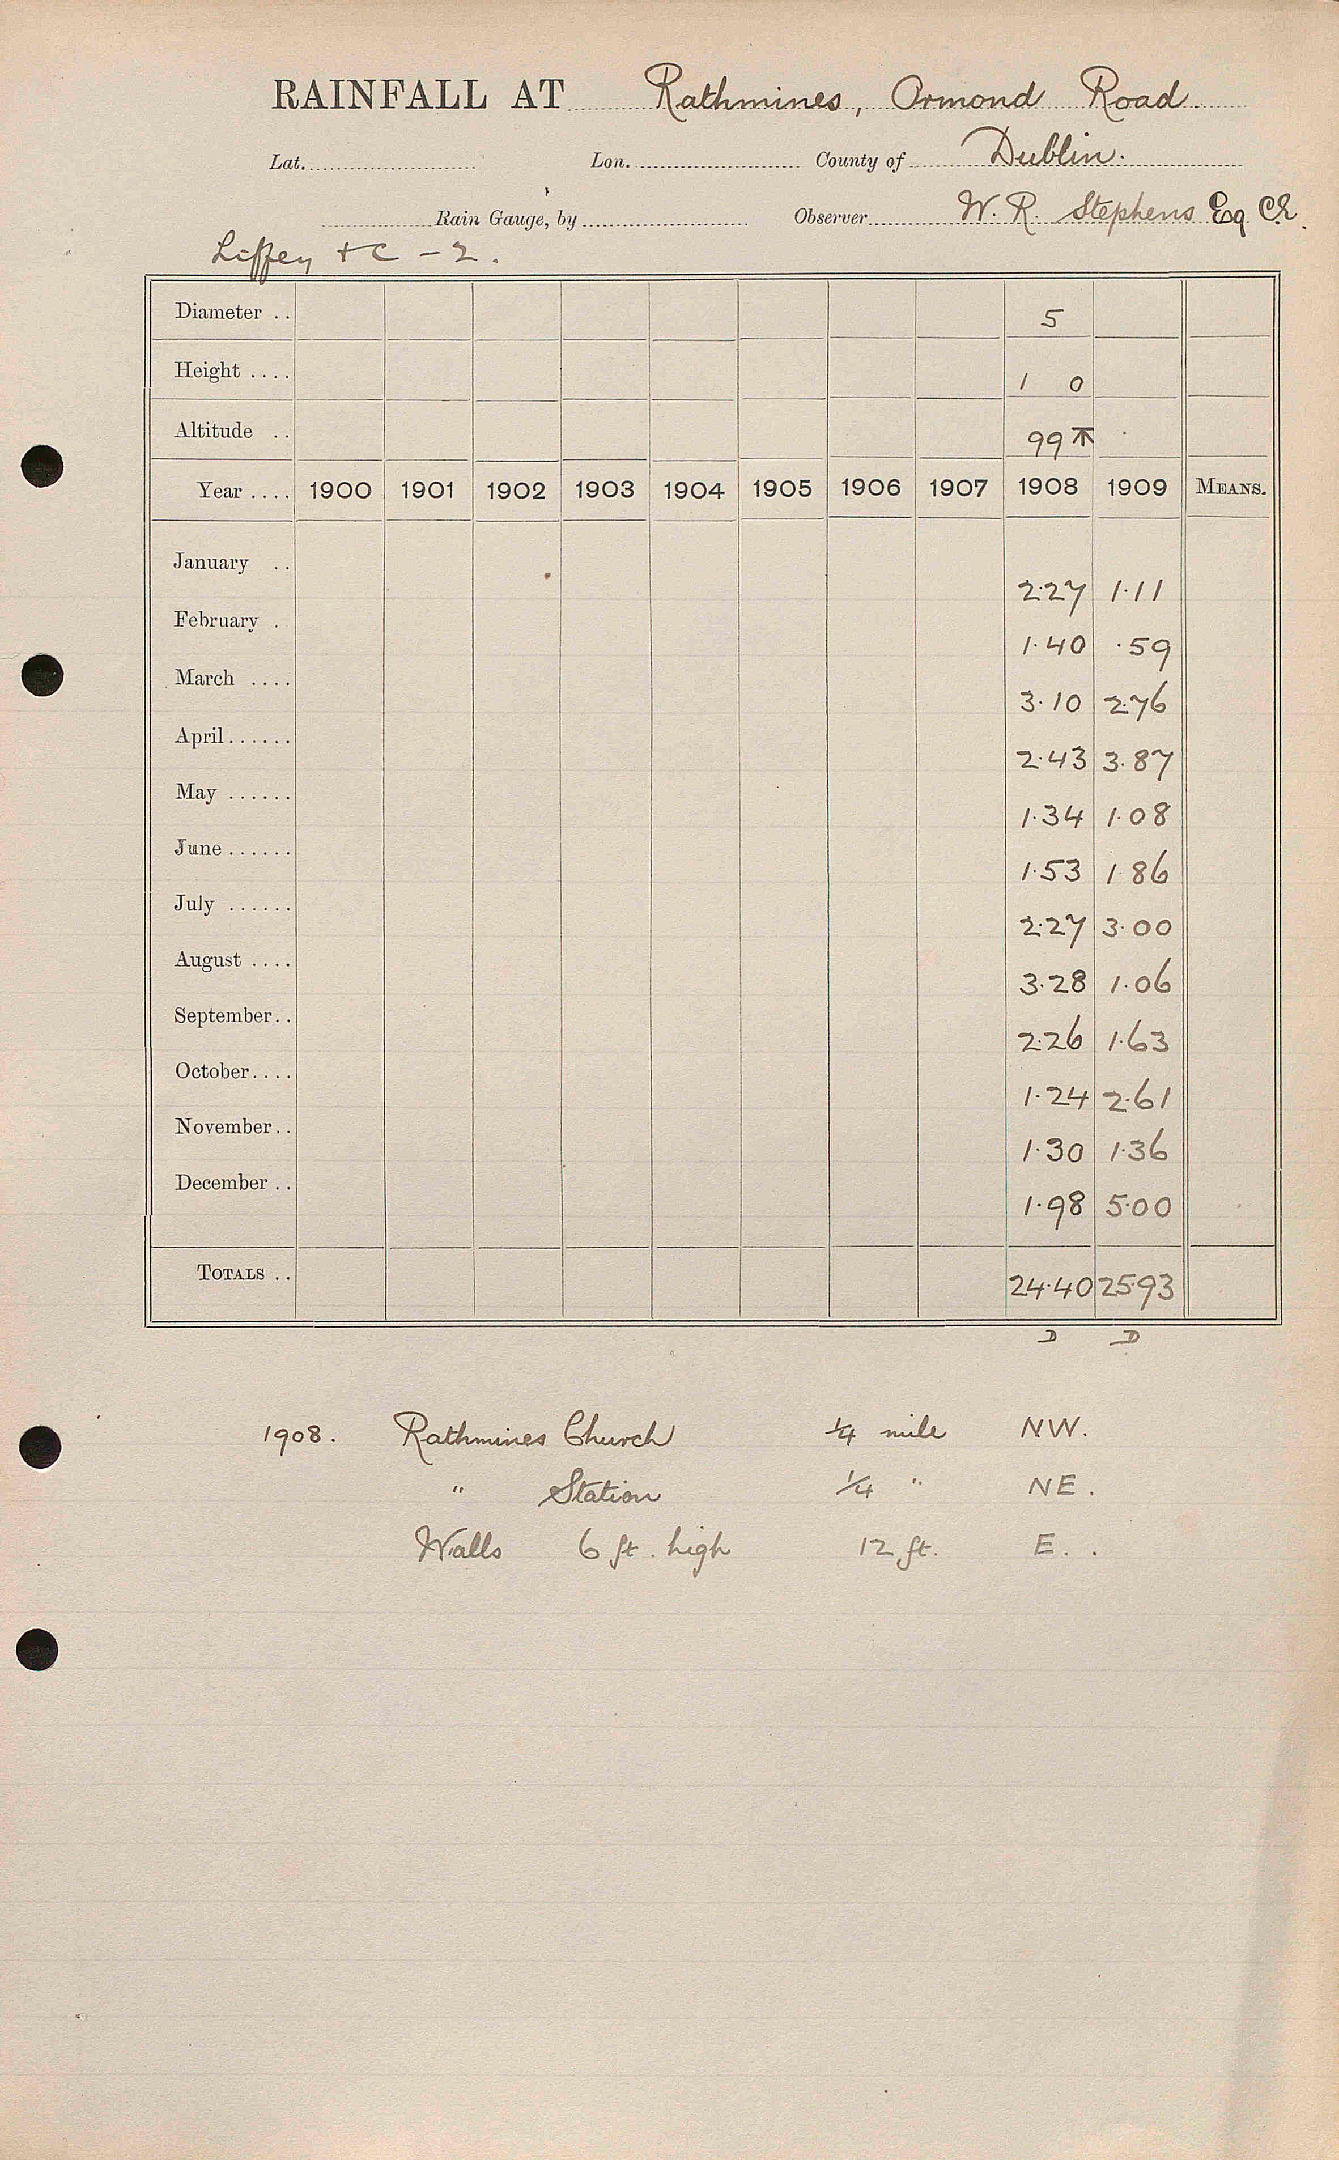 RAINFALL AT Rathmines, Ormond Road
Lat. Lon. County of Dublin.
Rain Gauge, by Observer W. R. Stephens Esq CE.
Liffey + C - 2.
Diameter .. 5
Height .... 1 0
Altitude .. 99
Year .... 1900 1901 1902 1903 1904 1905 1906 1907 1908 1909 MEANS.
January .. 2.27 1.11
February . 1.40 .59
March .... 3.10 2.76
April...... 2.43 3.87
May ...... 1.34 1.08
June ...... 1.53 1.86
July ...... 2.27 3.00
August .... 3.28 1.06
September.. 2.26 1.63
October.... 1.24 2.61
November.. 1.30 1.36
December .. 1.98 5.00
TOTALS .. 24.40 25.93
D D
1908. Rathmines Church 1/4 mile NW.
" Station 1/4 " NE.
Walls 6 ft. high 12 ft. E.